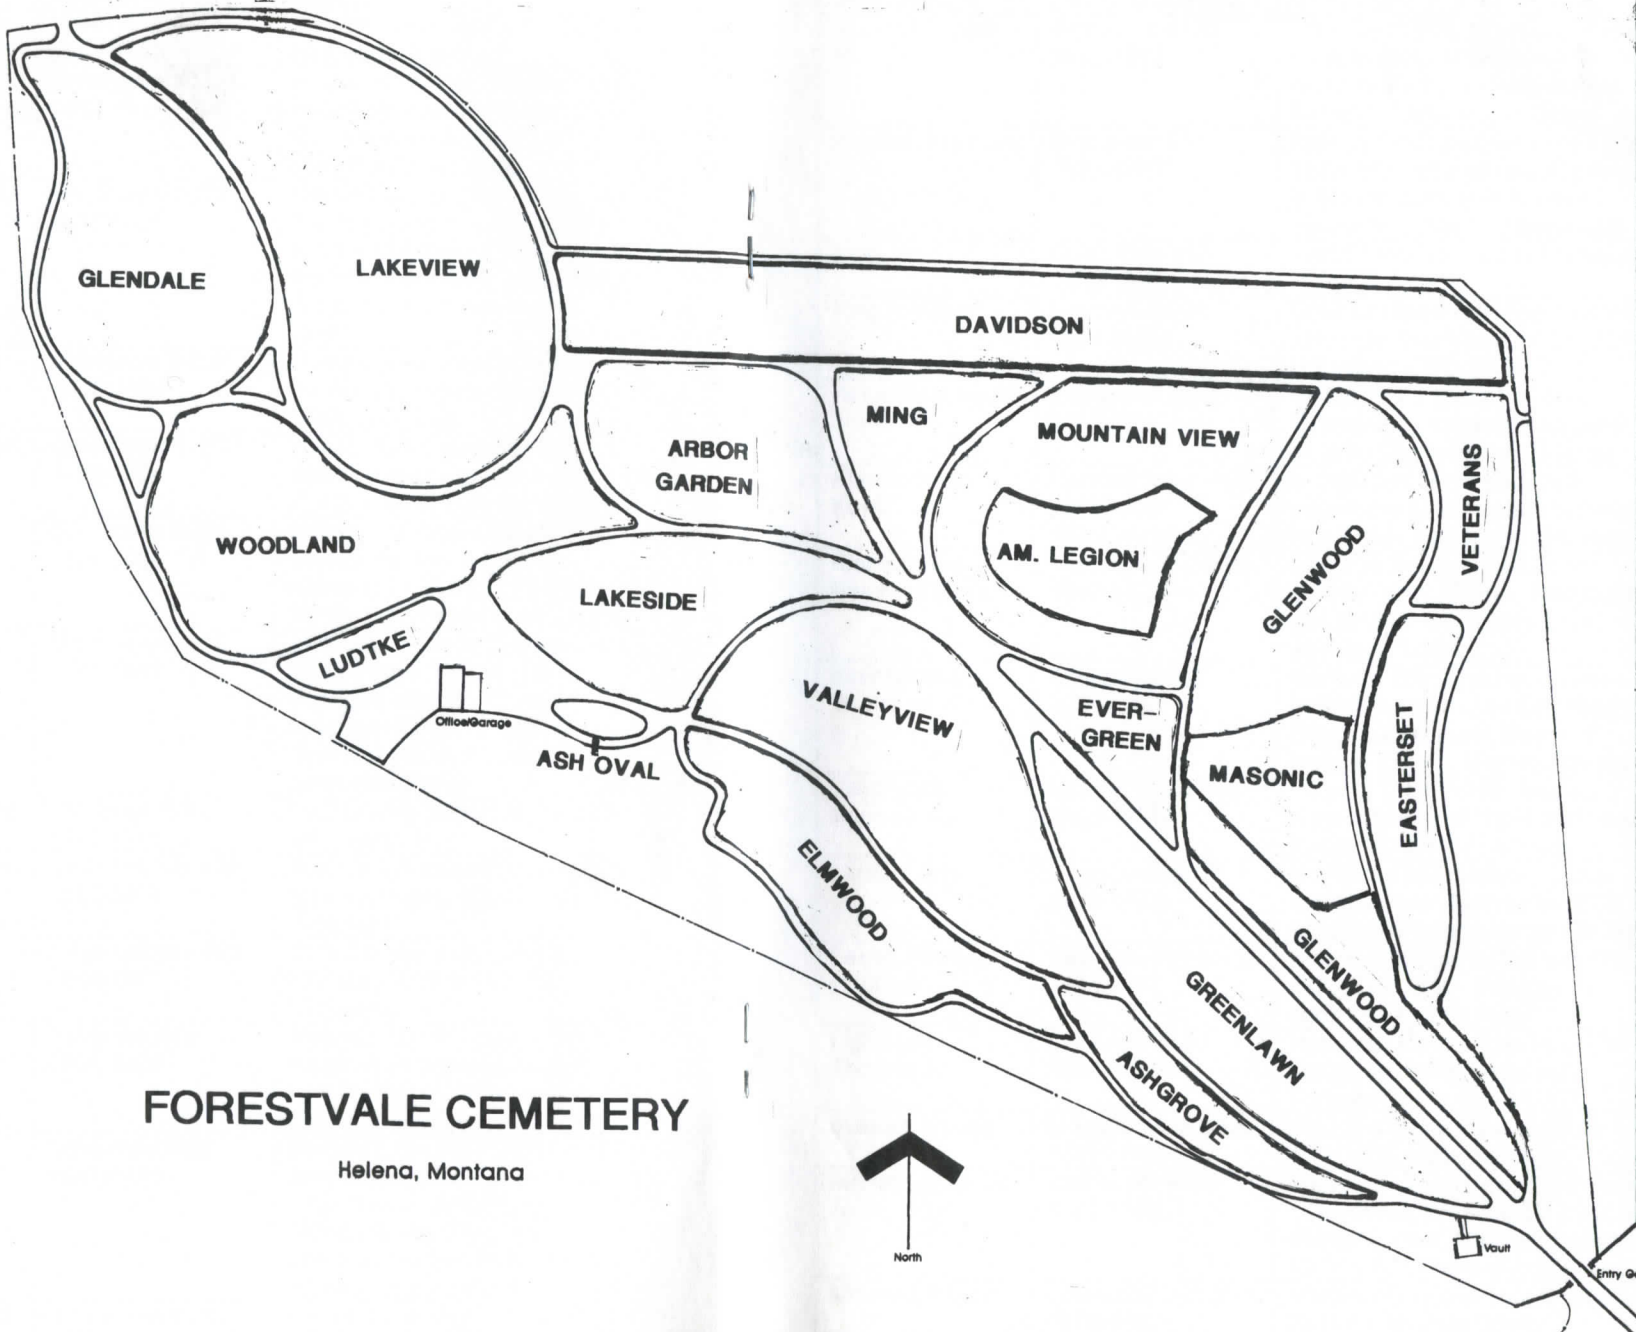 GLENDALE
LAKEVIEW
DAVIDSON
MING
MOUNTAIN VIEW
ARBOR
GARDEN
VETERANS
GLENWOOD
AM. LEGION
WOODLAND
LAKESIDE
LUDTKE
VALLEYVIEW
EVER-
GREEN
Office/Garage
ASH OVAL
MASONIC
EASTERSET
ELMWOOD
GLENWOOD
GREENLAWN
ASHGROVE
FORESTVALE CEMETERY
Helena, Montana
North
Vault
Entry